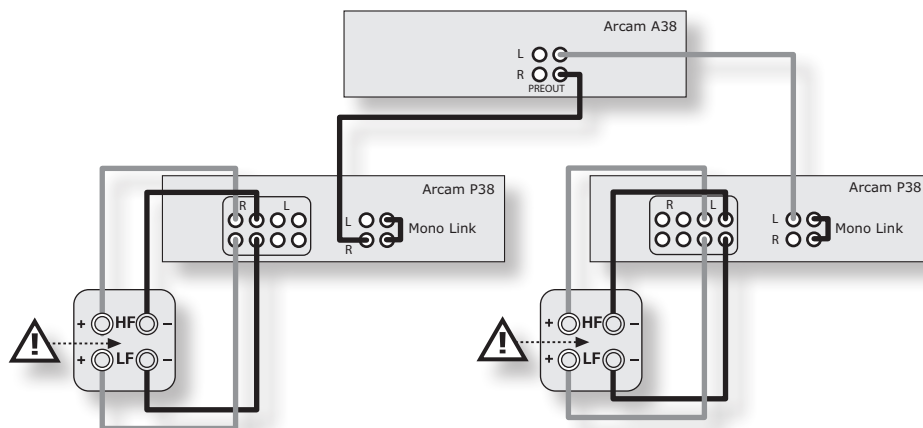 Arcam A38
L
R
PREOUT
Arcam P38
R L
L
Mono Link
R
+ HF –
+ LF –
!
Arcam P38
R L
L
Mono Link
R
+ HF –
+ LF –
!